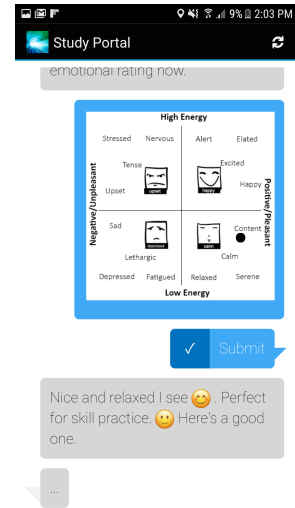 9% 2:03 PM
Study Portal
emotional rating now.
High Energy
Stressed Nervous Alert Elated
Tense Excited
upset happy
Upset Happy
Negative/Unpleasant
Positive/Pleasant
Sad Content
depressed calm
Lethargic Calm
Depressed Fatigued Relaxed Serene
Low Energy
✓ Submit
Nice and relaxed I see 😊 . Perfect
for skill practice. 🙂 Here's a good
one.
...